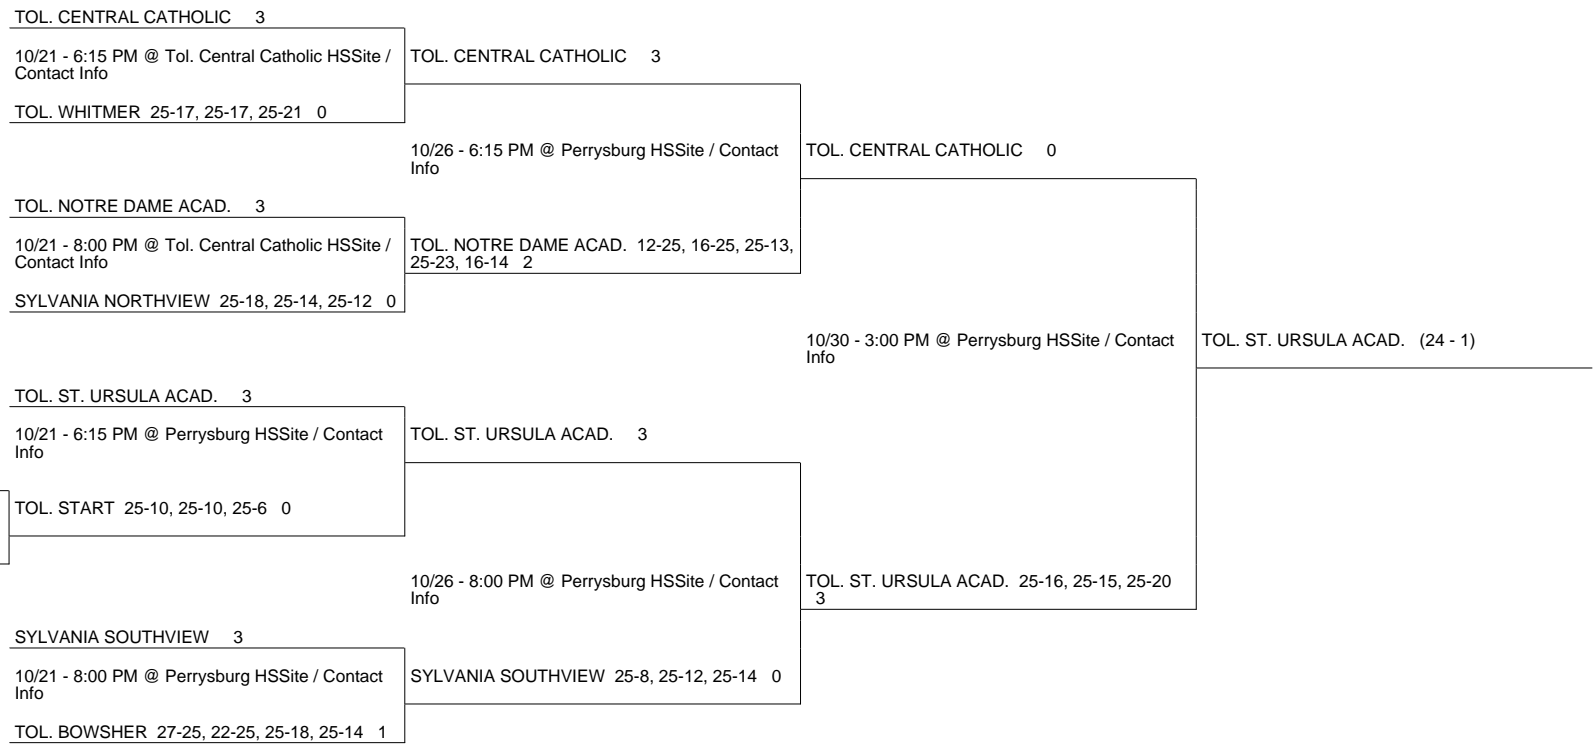 TOL. CENTRAL CATHOLIC 3
10/21 - 6:15 PM @ Tol. Central Catholic HSSite /
Contact Info
TOL. WHITMER 25-17, 25-17, 25-21 0
TOL. CENTRAL CATHOLIC 3
10/26 - 6:15 PM @ Perrysburg HSSite / Contact
Info
TOL. CENTRAL CATHOLIC 0
TOL. NOTRE DAME ACAD. 3
10/21 - 8:00 PM @ Tol. Central Catholic HSSite /
Contact Info
SYLVANIA NORTHVIEW 25-18, 25-14, 25-12 0
TOL. NOTRE DAME ACAD. 12-25, 16-25, 25-13,
25-23, 16-14 2
10/30 - 3:00 PM @ Perrysburg HSSite / Contact
Info
TOL. ST. URSULA ACAD. (24 - 1)
TOL. ST. URSULA ACAD. 3
10/21 - 6:15 PM @ Perrysburg HSSite / Contact
Info
TOL. START 25-10, 25-10, 25-6 0
TOL. ST. URSULA ACAD. 3
10/26 - 8:00 PM @ Perrysburg HSSite / Contact
Info
TOL. ST. URSULA ACAD. 25-16, 25-15, 25-20
3
SYLVANIA SOUTHVIEW 3
10/21 - 8:00 PM @ Perrysburg HSSite / Contact
Info
TOL. BOWSHER 27-25, 22-25, 25-18, 25-14 1
SYLVANIA SOUTHVIEW 25-8, 25-12, 25-14 0